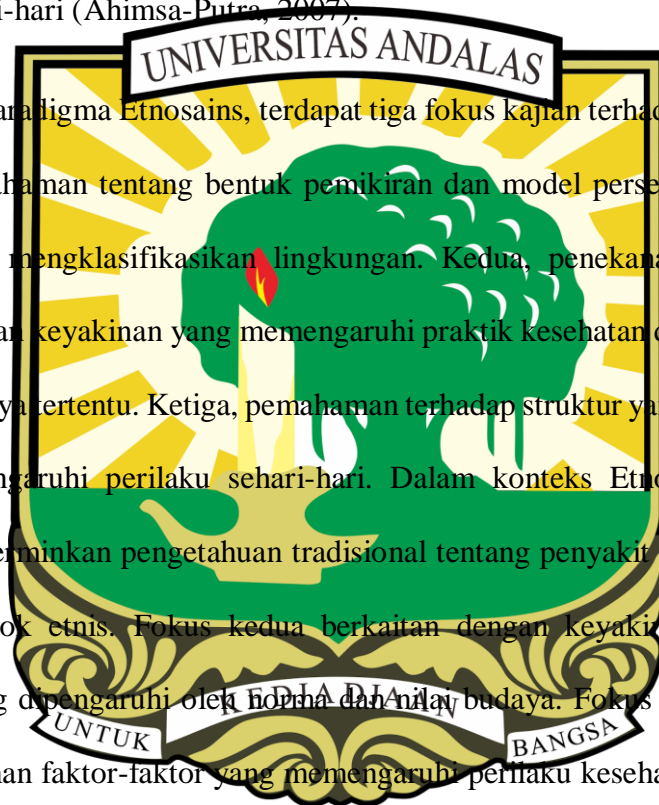 i-hari (Ahimsa-Putra, 2007).
UNIVERSITAS ANDALAS
aradigma Etnosains, terdapat tiga fokus kajian terhad
ahaman tentang bentuk pemikiran dan model perse
mengklasifikasikan lingkungan. Kedua, penekana
an keyakinan yang memengaruhi praktik kesehatan d
ya tertentu. Ketiga, pemahaman terhadap struktur ya
ngaruhi perilaku sehari-hari. Dalam konteks Etno
erminkan pengetahuan tradisional tentang penyakit
ok etnis. Fokus kedua berkaitan dengan keyaki
g dipengaruhi oleh norma dan nilai budaya. Fokus
UNTUK KEDJADJAAN BANGSA
an faktor-faktor yang memengaruhi perilaku keseha